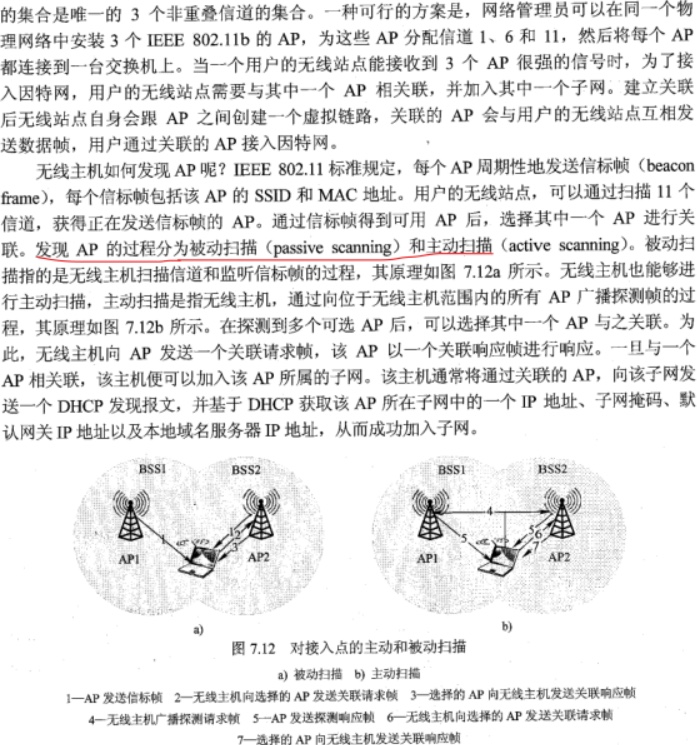 的集合是唯一的 3 个非重叠信道的集合。一种可行的方案是，网络管理员可以在同一个物
理网络中安装 3 个 IEEE 802.11b 的 AP，为这些 AP 分配信道 1、6 和 11，然后将每个 AP
都连接到一台交换机上。当一个用户的无线站点能接收到 3 个 AP 很强的信号时，为了接
入因特网，用户的无线站点需要与其中一个 AP 相关联，并加入其中一个子网。建立关联
后无线站点自身会跟 AP 之间创建一个虚拟链路，关联的 AP 会与用户的无线站点互相发
送数据帧，用户通过关联的 AP 接入因特网。
无线主机如何发现 AP 呢？IEEE 802.11 标准规定，每个 AP 周期性地发送信标帧（beacon
frame），每个信标帧包括该 AP 的 SSID 和 MAC 地址。用户的无线站点，可以通过扫描 11 个
信道，获得正在发送信标帧的 AP。通过信标帧得到可用 AP 后，选择其中一个 AP 进行关
联。发现 AP 的过程分为被动扫描（passive scanning）和主动扫描（active scanning）。被动扫
描指的是无线主机扫描信道和监听信标帧的过程，其原理如图 7.12a 所示。无线主机也能够进
行主动扫描，主动扫描是指无线主机，通过向位于无线主机范围内的所有 AP 广播探测帧的过
程，其原理如图 7.12b 所示。在探测到多个可选 AP 后，可以选择其中一个 AP 与之关联。为
此，无线主机向 AP 发送一个关联请求帧，该 AP 以一个关联响应帧进行响应。一旦与一个
AP 相关联，该主机便可以加入该 AP 所属的子网。该主机通常将通过关联的 AP，向该子网发
送一个 DHCP 发现报文，并基于 DHCP 获取该 AP 所在子网中的一个 IP 地址、子网掩码、默
认网关 IP 地址以及本地域名服务器 IP 地址，从而成功加入子网。
BSS1 BSS2 BSS1 BSS2
1 1 2 3 4 5 5 6 7
AP1 AP2 AP1 AP2
a) b)
图 7.12 对接入点的主动和被动扫描
a) 被动扫描 b) 主动扫描
1—AP 发送信标帧 2—无线主机向选择的 AP 发送关联请求帧 3—选择的 AP 向无线主机发送关联响应帧
4—无线主机广播探测请求帧 5—AP 发送探测响应帧 6—无线主机向选择的 AP 发送关联请求帧
7—选择的 AP 向无线主机发送关联响应帧